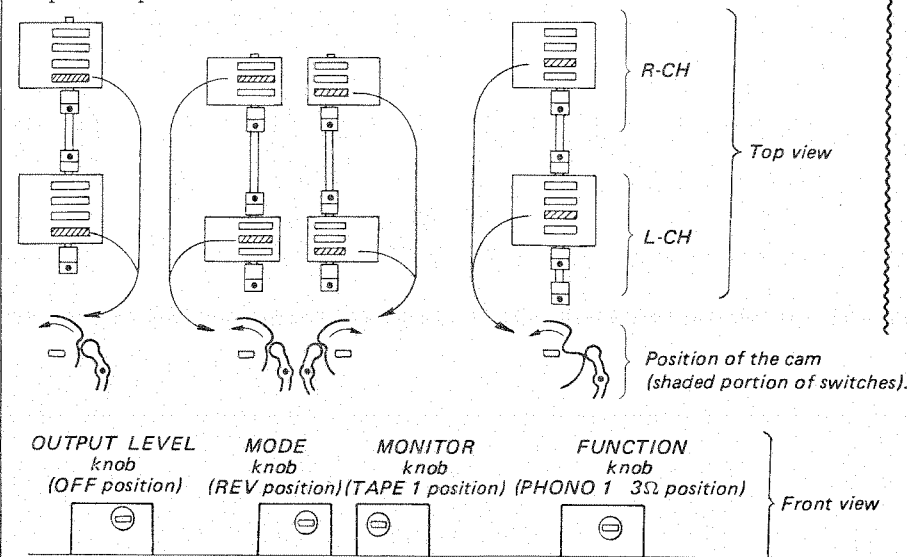 R-CH
Top view
L-CH
Position of the cam
(shaded portion of switches).
OUTPUT LEVEL
knob
(OFF position)
MODE
knob
(REV position)
MONITOR
knob
(TAPE 1 position)
FUNCTION
knob
(PHONO 1 3Ω position)
Front view